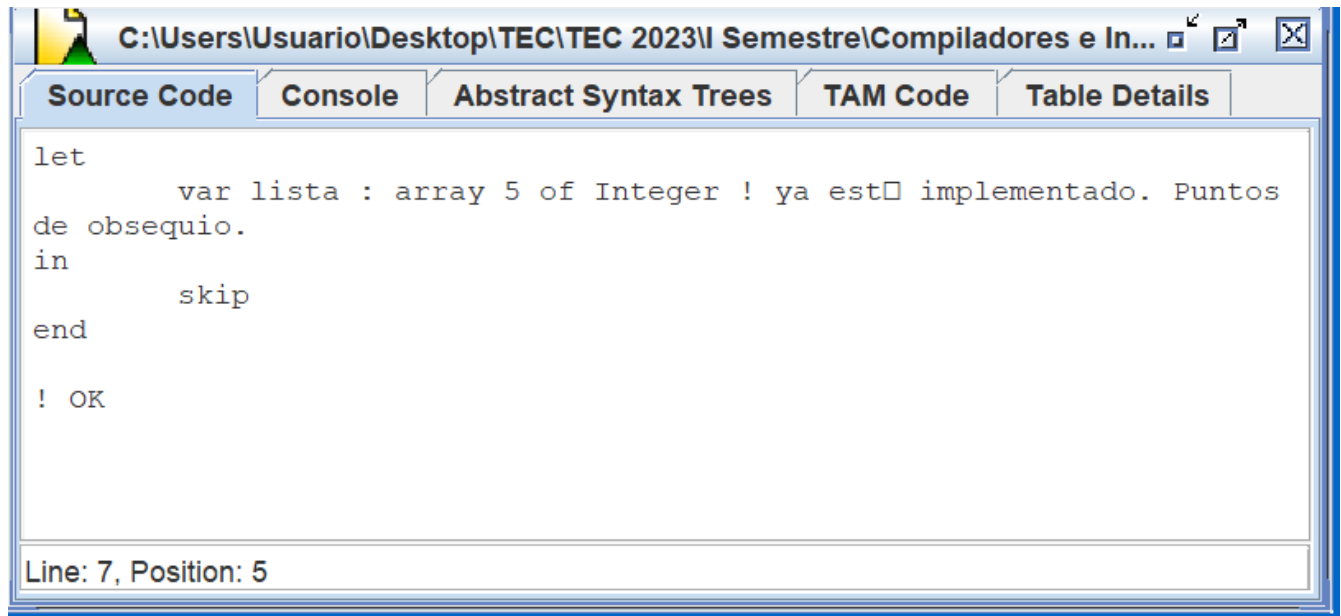 C:\Users\Usuario\Desktop\TEC\TEC 2023\I Semestre\Compiladores e In...
Source Code Console Abstract Syntax Trees TAM Code Table Details
let
var lista : array 5 of Integer ! ya est□ implementado. Puntos
de obsequio.
in
skip
end
! OK
Line: 7, Position: 5